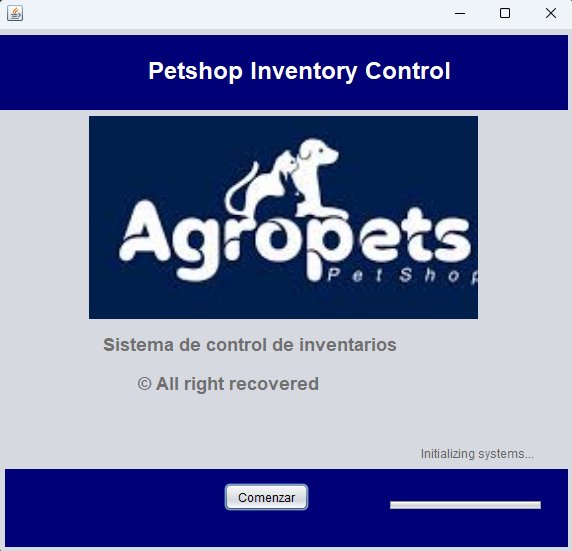 Petshop Inventory Control
Agropets
Pet Shop
Sistema de control de inventarios
© All right recovered
Initializing systems...
Comenzar